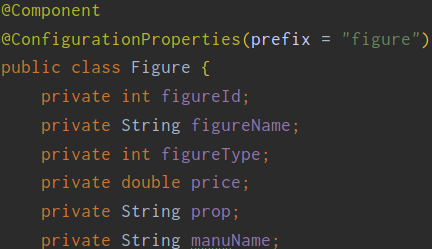 @Component
@ConfigurationProperties(prefix = "figure")
public class Figure {
    private int figureId;
    private String figureName;
    private int figureType;
    private double price;
    private String prop;
    private String manuName;